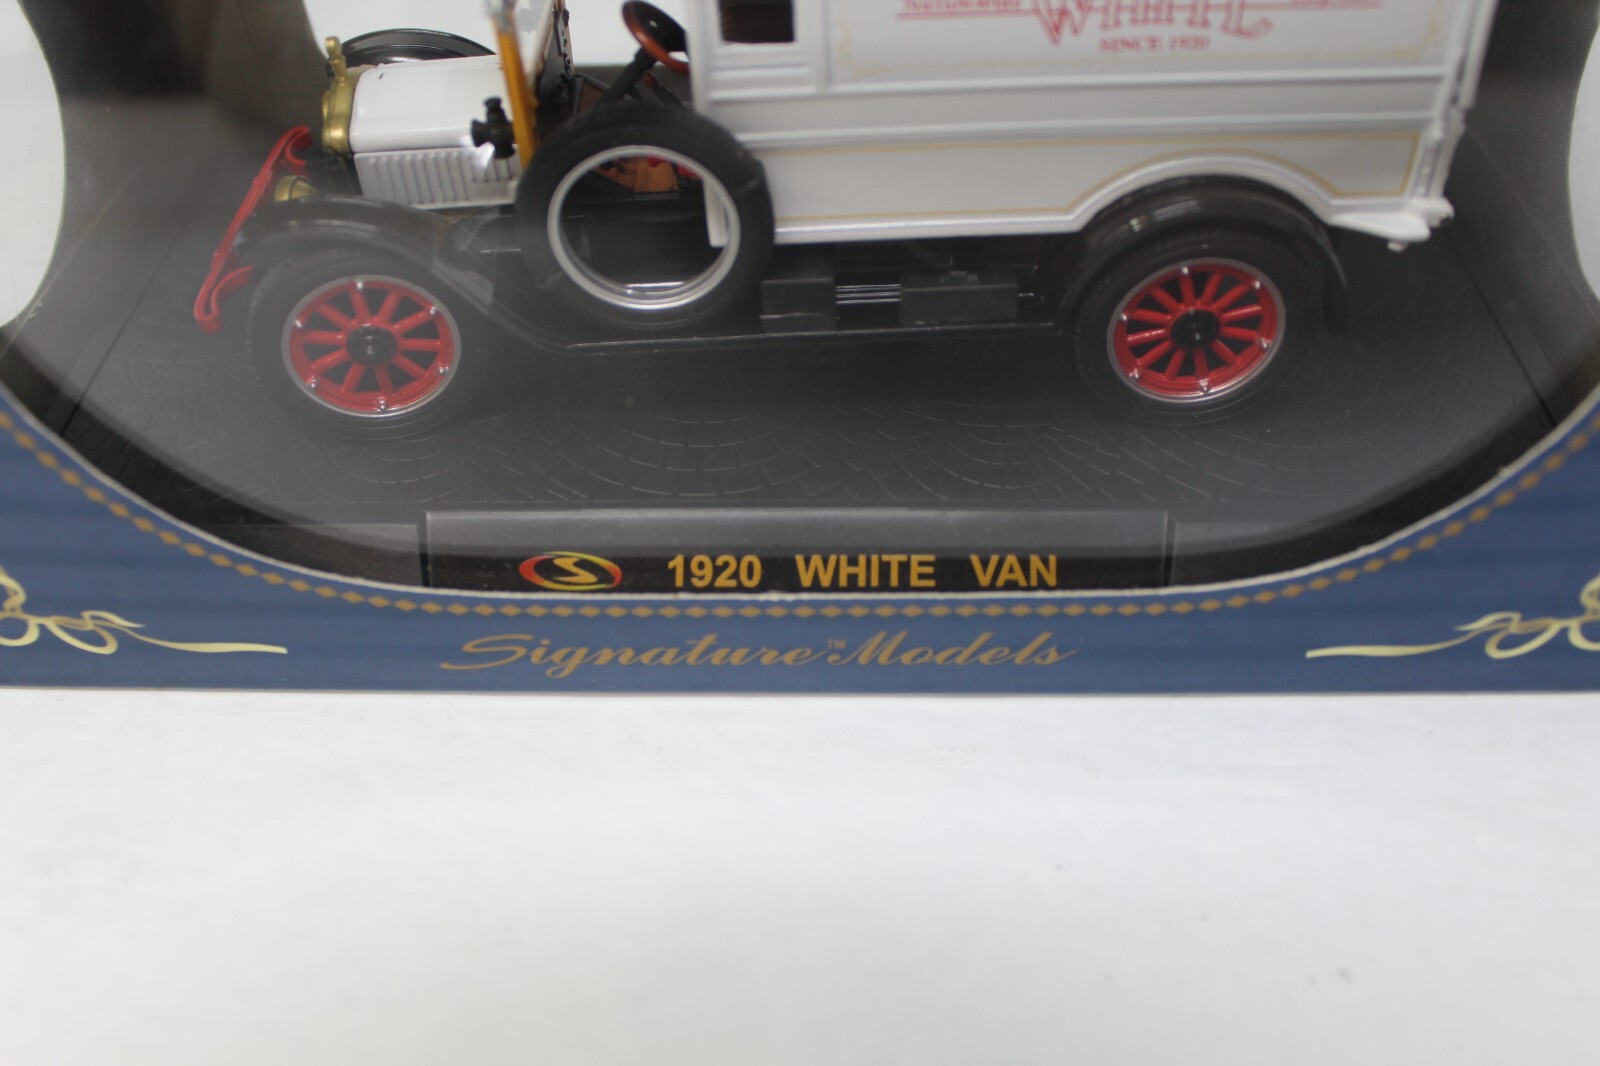 WHITE
SINCE 1920
1920 WHITE VAN
Signature™ Models